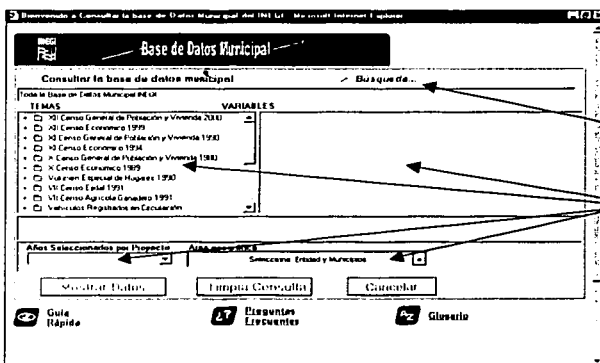 Bienvenido a Consultar la base de Datos Municipal del INEGI - Microsoft Internet Explorer
INEGI
Base de Datos Municipal
Consultar la base de datos municipal
Búsqueda...
Toda la Base de Datos Municipal INEGI
TEMAS VARIABLES
XII Censo General de Población y Vivienda 2000
Censo Económico 1999
XI Censo General de Población y Vivienda 1990
XI Censo Económico 1994
X Censo General de Población y Vivienda 1980
X Censo Económico 1989
Volumen Especial de Hogares 1990
VII Censo Ejidal 1991
VII Censo Agrícola Ganadero 1991
Vehículos Registrados en Circulación
Años Seleccionados por Proyecto
Área geográfica
Seleccionar Entidad y Municipios
Mostrar Datos Limpia Consulta Cancelar
Guía Rápida
¿? Preguntas Frecuentes
AZ Glosario